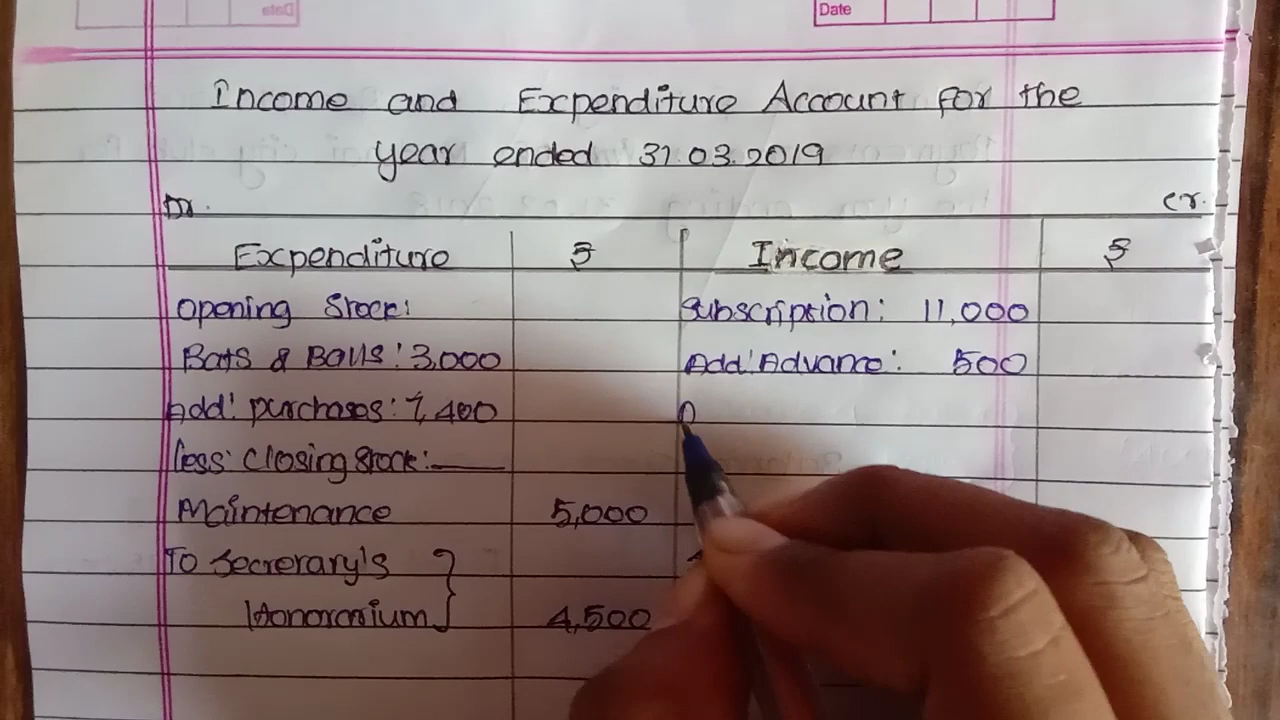 Date
Income and Expenditure Account for the
year ended 31.03.2019
Dr. Cr.
Expenditure ₹ Income ₹
Opening Stock: Subscription: 11,000
Bats & Balls: 3,000 Add: Advance: 500
Add: purchases: 7,400
less: closing stock:
Maintenance 5,000
To Secretary's
Honorarium 4,500